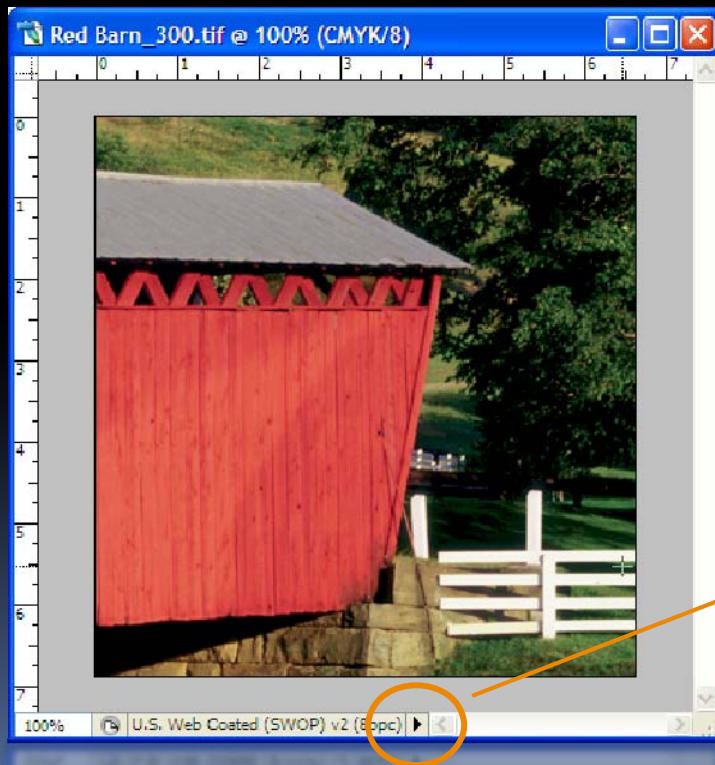 Red Barn_300.tif @ 100% (CMYK/8)
0 1 2 3 4 5 6 7
0
1
2
3
4
5
6
7
100% U.S. Web Coated (SWOP) v2 (8bpc)